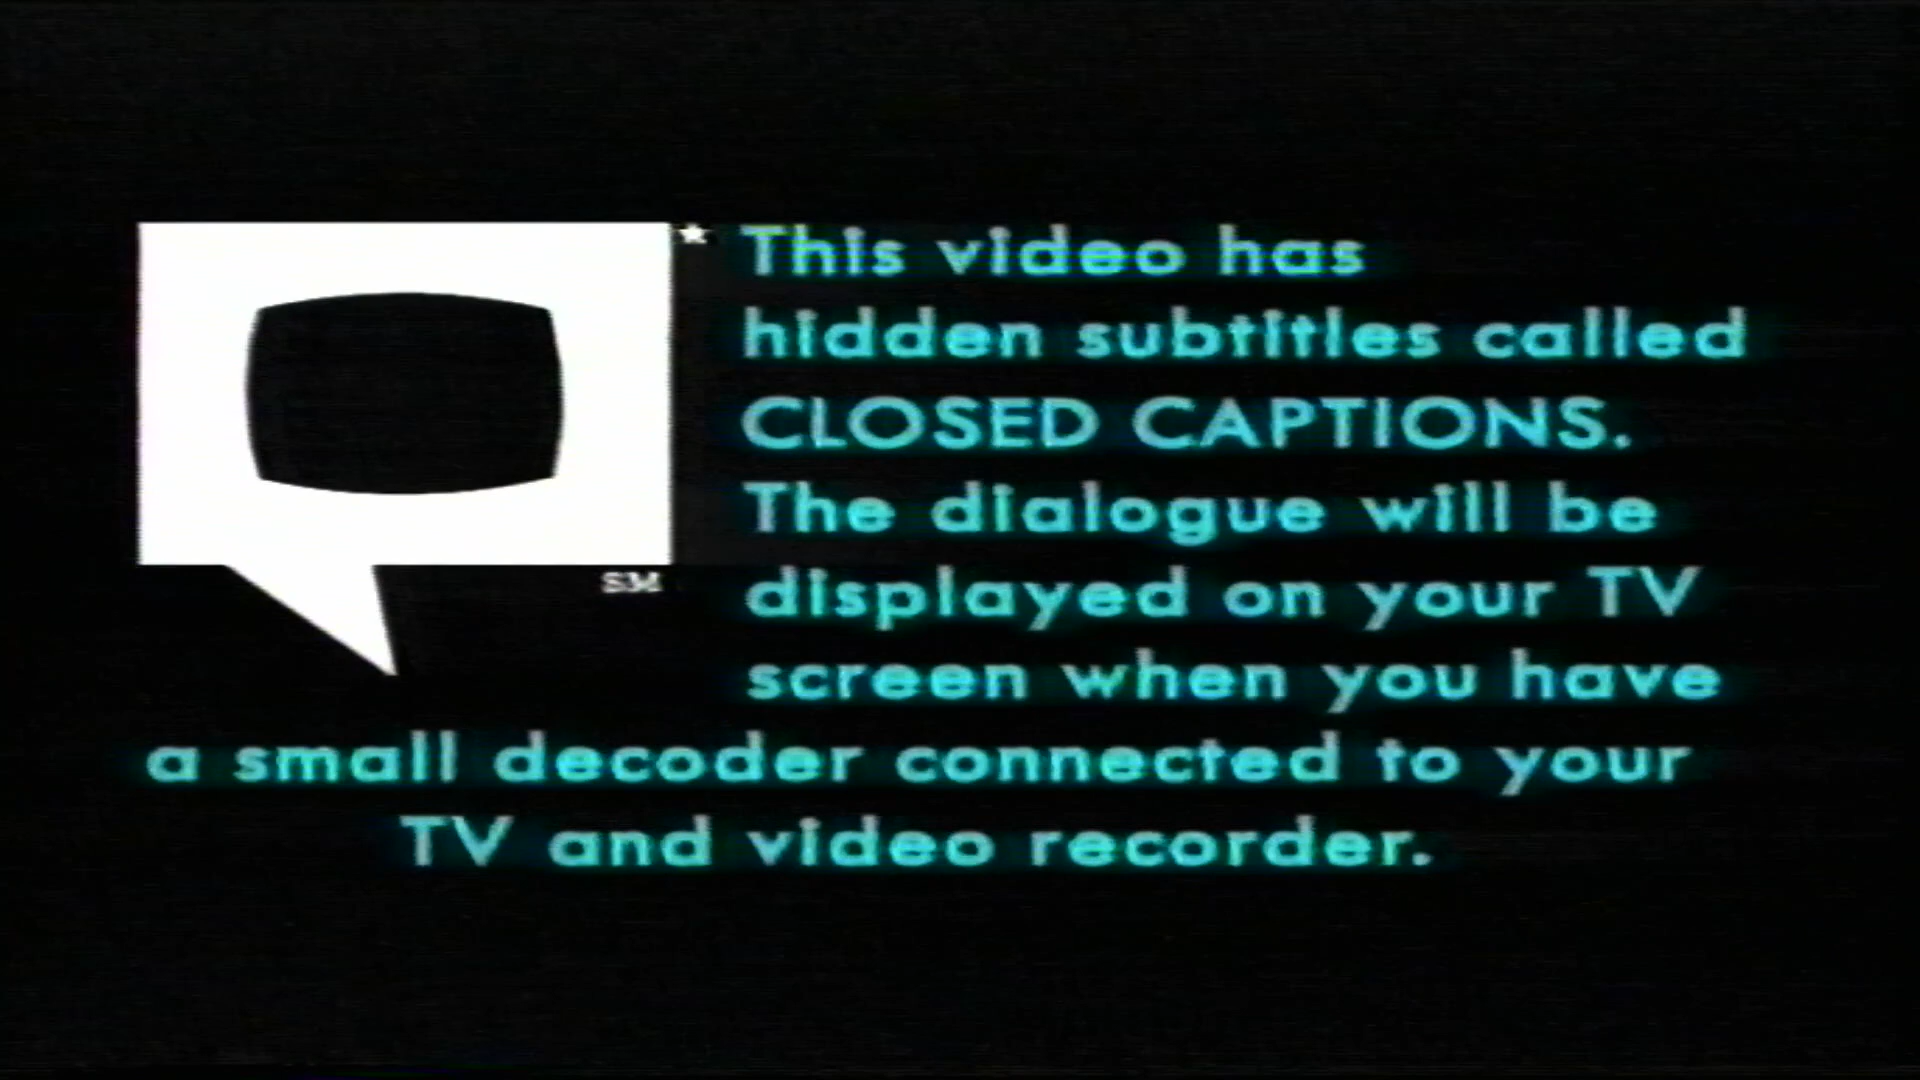 * This video has
hidden subtitles called
CLOSED CAPTIONS.
The dialogue will be
SM
displayed on your TV
screen when you have
a small decoder connected to your
TV and video recorder.